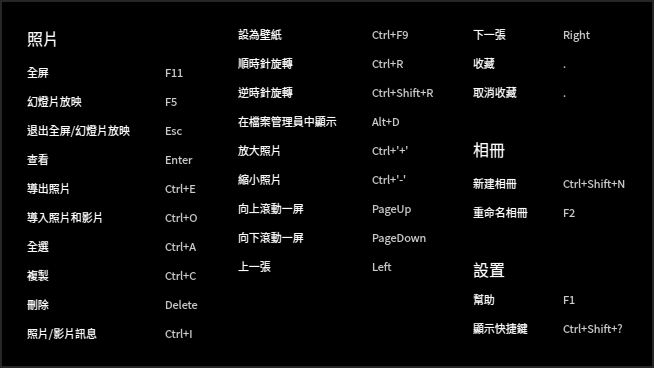 照片
全屏 F11
幻燈片放映 F5
退出全屏/幻燈片放映 Esc
查看 Enter
導出照片 Ctrl+E
導入照片和影片 Ctrl+O
全選 Ctrl+A
複製 Ctrl+C
刪除 Delete
照片/影片訊息 Ctrl+I
設為壁紙 Ctrl+F9
順時針旋轉 Ctrl+R
逆時針旋轉 Ctrl+Shift+R
在檔案管理員中顯示 Alt+D
放大照片 Ctrl+'+'
縮小照片 Ctrl+'-'
向上滾動一屏 PageUp
向下滾動一屏 PageDown
上一張 Left
下一張 Right
收藏 .
取消收藏 .
相冊
新建相冊 Ctrl+Shift+N
重命名相冊 F2
設置
幫助 F1
顯示快捷鍵 Ctrl+Shift+?